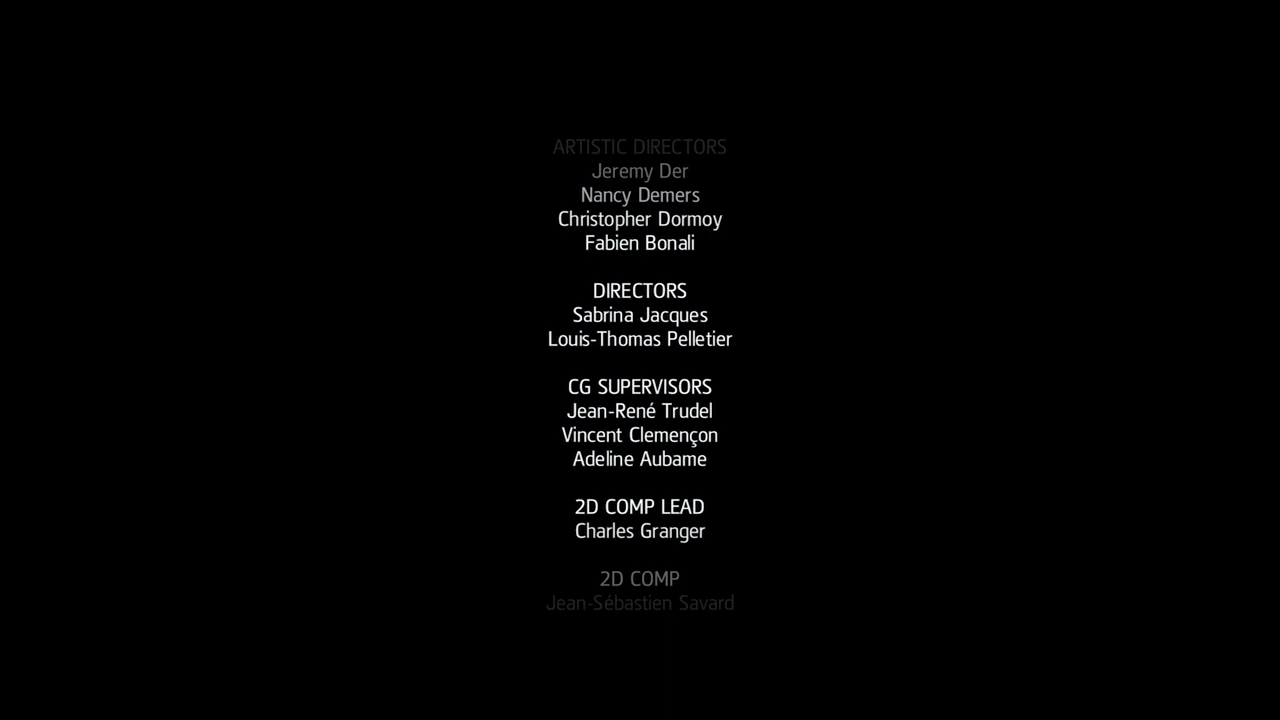 ARTISTIC DIRECTORS
Jeremy Der
Nancy Demers
Christopher Dormoy
Fabien Bonali
DIRECTORS
Sabrina Jacques
Louis-Thomas Pelletier
CG SUPERVISORS
Jean-René Trudel
Vincent Clemençon
Adeline Aubame
2D COMP LEAD
Charles Granger
2D COMP
Jean-Sébastien Savard